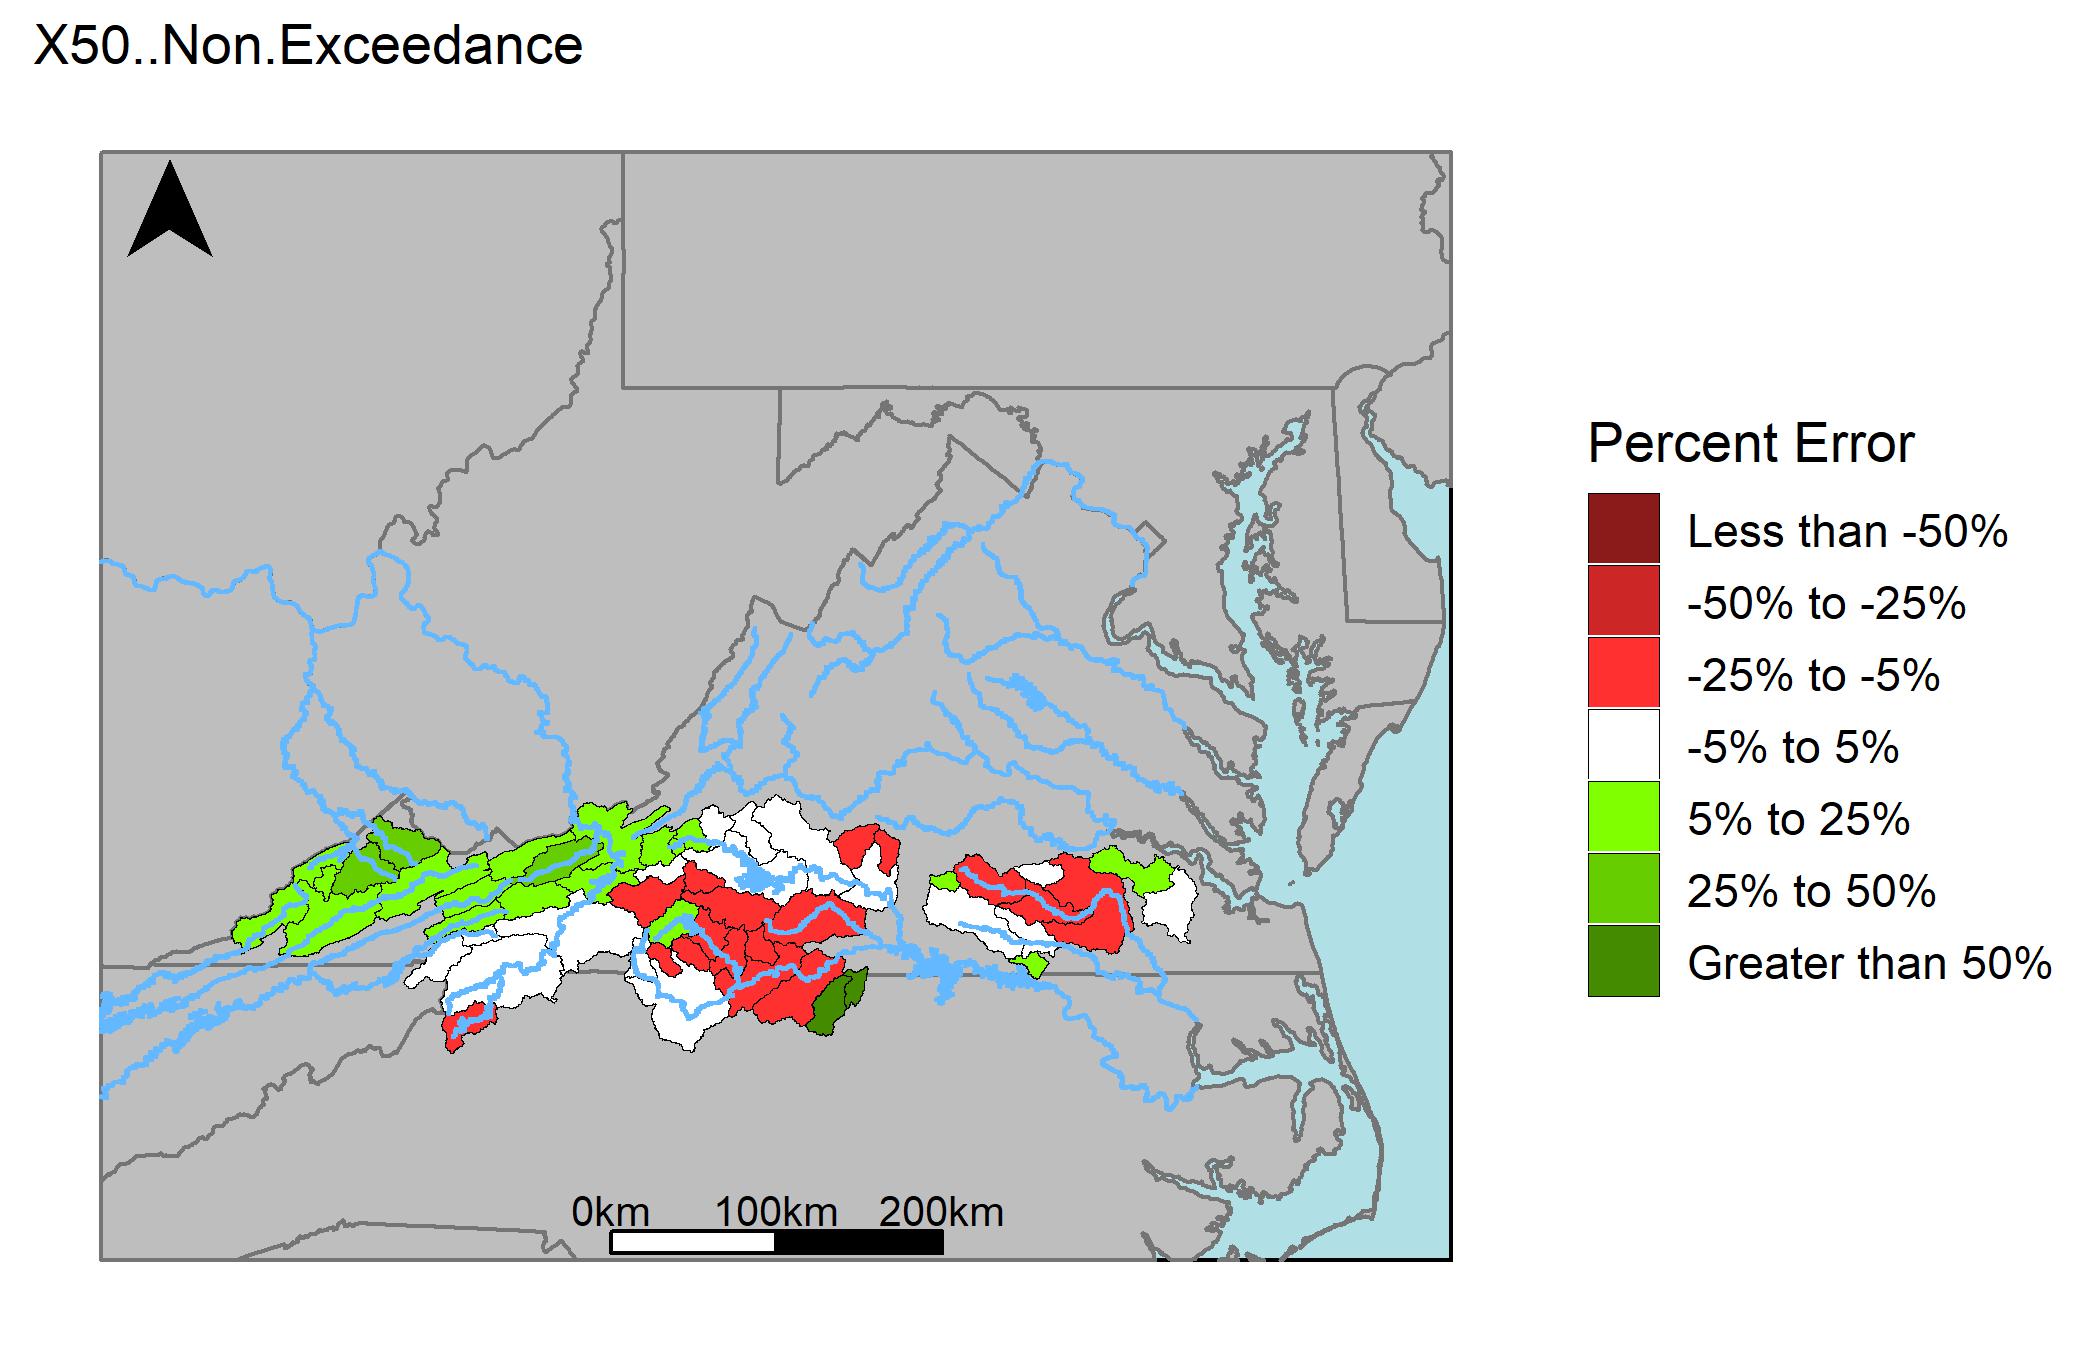 X50..Non.Exceedance
Percent Error
Less than -50%
-50% to -25%
-25% to -5%
-5% to 5%
5% to 25%
25% to 50%
Greater than 50%
0km 100km 200km